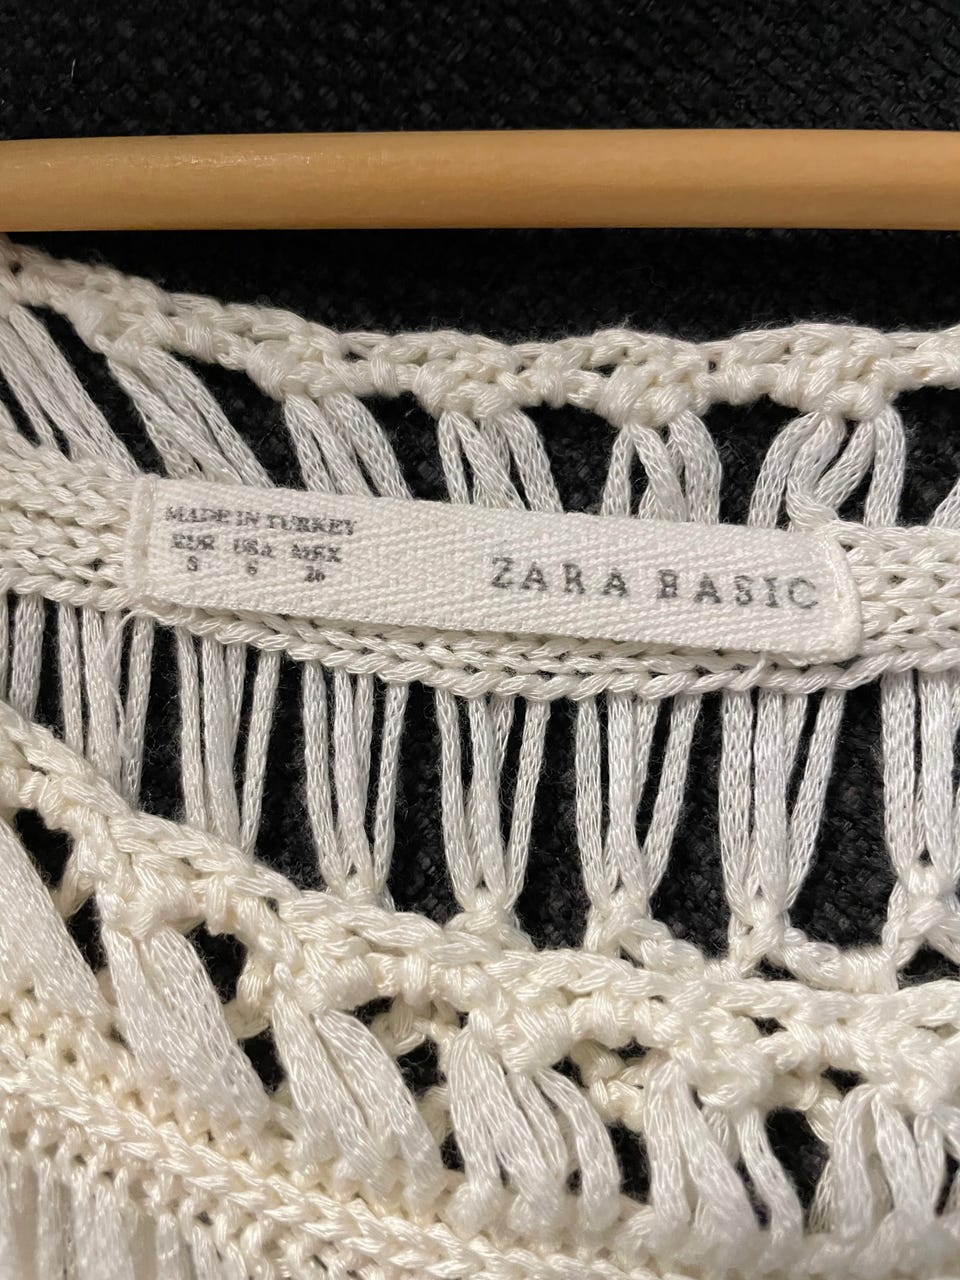 MADE IN TURKEY
EUR USA MEX
S 6 26
ZARA BASIC